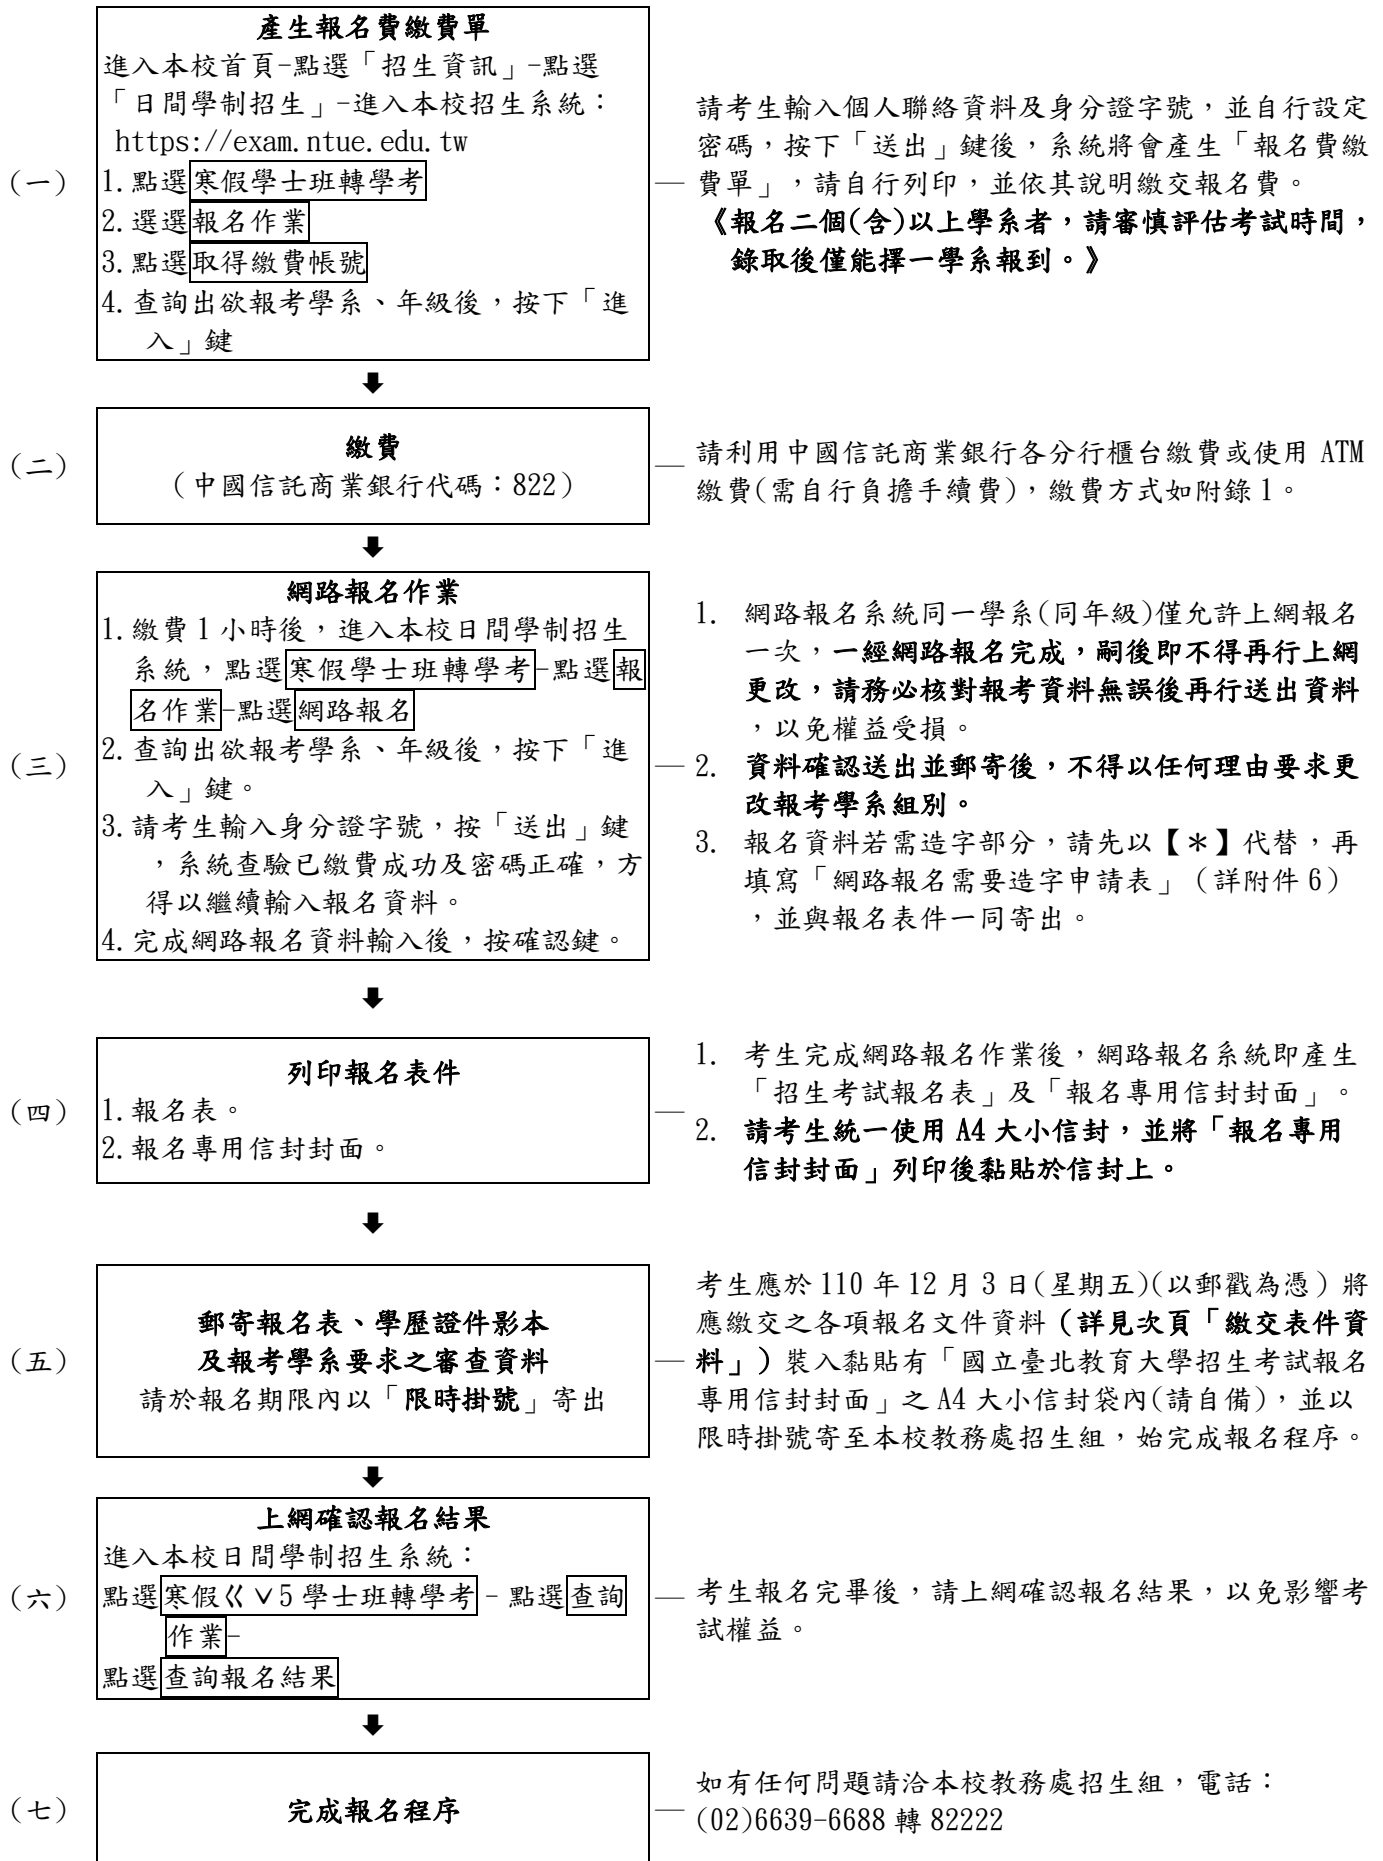 產生報名費繳費單
進入本校首頁-點選「招生資訊」-點選
「日間學制招生」-進入本校招生系統：
https://exam.ntue.edu.tw
(一)
1.點選寒假學士班轉學考
2.選選報名作業
3.點選取得繳費帳號
4.查詢出欲報考學系、年級後，按下「進
入」鍵
請考生輸入個人聯絡資料及身分證字號，並自行設定
密碼，按下「送出」鍵後，系統將會產生「報名費繳
費單」，請自行列印，並依其說明繳交報名費。
《報名二個(含)以上學系者，請審慎評估考試時間，
錄取後僅能擇一學系報到。》
(二)
繳費
（中國信託商業銀行代碼：822）
請利用中國信託商業銀行各分行櫃台繳費或使用 ATM
繳費(需自行負擔手續費)，繳費方式如附錄 1。
(三)
網路報名作業
1.繳費 1 小時後，進入本校日間學制招生
系統，點選寒假學士班轉學考-點選報
名作業-點選網路報名
2.查詢出欲報考學系、年級後，按下「進
入」鍵。
3.請考生輸入身分證字號，按「送出」鍵
，系統查驗已繳費成功及密碼正確，方
得以繼續輸入報名資料。
4.完成網路報名資料輸入後，按確認鍵。
1. 網路報名系統同一學系(同年級)僅允許上網報名
一次，一經網路報名完成，嗣後即不得再行上網
更改，請務必核對報考資料無誤後再行送出資料
，以免權益受損。
2. 資料確認送出並郵寄後，不得以任何理由要求更
改報考學系組別。
3. 報名資料若需造字部分，請先以【＊】代替，再
填寫「網路報名需要造字申請表」（詳附件 6）
，並與報名表件一同寄出。
(四)
列印報名表件
1.報名表。
2.報名專用信封封面。
1. 考生完成網路報名作業後，網路報名系統即產生
「招生考試報名表」及「報名專用信封封面」。
2. 請考生統一使用 A4 大小信封，並將「報名專用
信封封面」列印後黏貼於信封上。
(五)
郵寄報名表、學歷證件影本
及報考學系要求之審查資料
請於報名期限內以「限時掛號」寄出
考生應於 110 年 12 月 3 日(星期五)(以郵戳為憑）將
應繳交之各項報名文件資料（詳見次頁「繳交表件資
料」）裝入黏貼有「國立臺北教育大學招生考試報名
專用信封封面」之 A4 大小信封袋內(請自備)，並以
限時掛號寄至本校教務處招生組，始完成報名程序。
(六)
上網確認報名結果
進入本校日間學制招生系統：
點選寒假ㄍˇ5 學士班轉學考 - 點選查詢
作業-
點選查詢報名結果
考生報名完畢後，請上網確認報名結果，以免影響考
試權益。
(七)
完成報名程序
如有任何問題請洽本校教務處招生組，電話：
(02)6639-6688 轉 82222